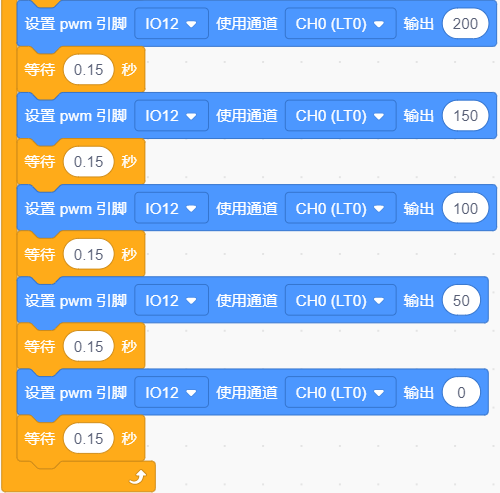 设置 pwm 引脚 IO12 使用通道 CH0 (LT0) 输出 200
等待 0.15 秒
设置 pwm 引脚 IO12 使用通道 CH0 (LT0) 输出 150
等待 0.15 秒
设置 pwm 引脚 IO12 使用通道 CH0 (LT0) 输出 100
等待 0.15 秒
设置 pwm 引脚 IO12 使用通道 CH0 (LT0) 输出 50
等待 0.15 秒
设置 pwm 引脚 IO12 使用通道 CH0 (LT0) 输出 0
等待 0.15 秒